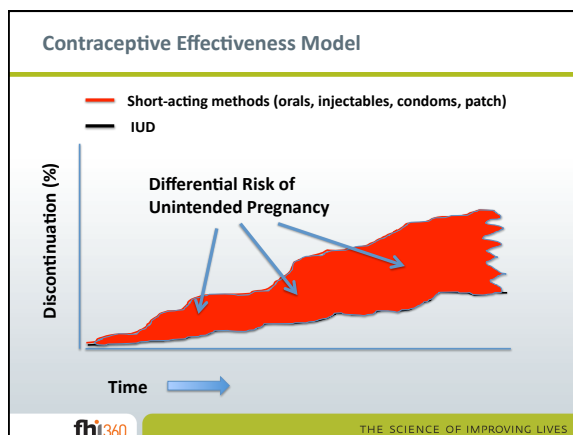 Contraceptive Effectiveness Model
Short-acting methods (orals, injectables, condoms, patch)
IUD
Discontinuation (%)
Differential Risk of
Unintended Pregnancy
Time
fhi360
THE SCIENCE OF IMPROVING LIVES